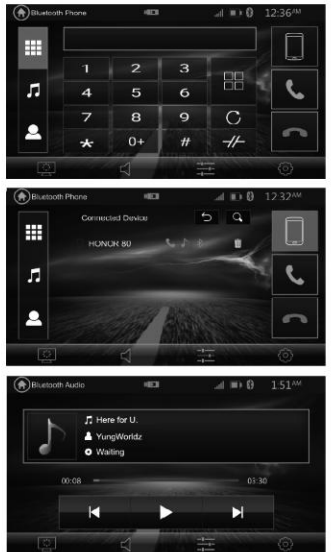 Bluetooth Phone 12:36AM
1 2 3
4 5 6
7 8 9
* 0+ #
Bluetooth Phone 12:32AM
Connected Device
HONOR 80
Bluetooth Audio 1:51AM
Here for U.
YungWorldz
Waiting
00:08 03:30